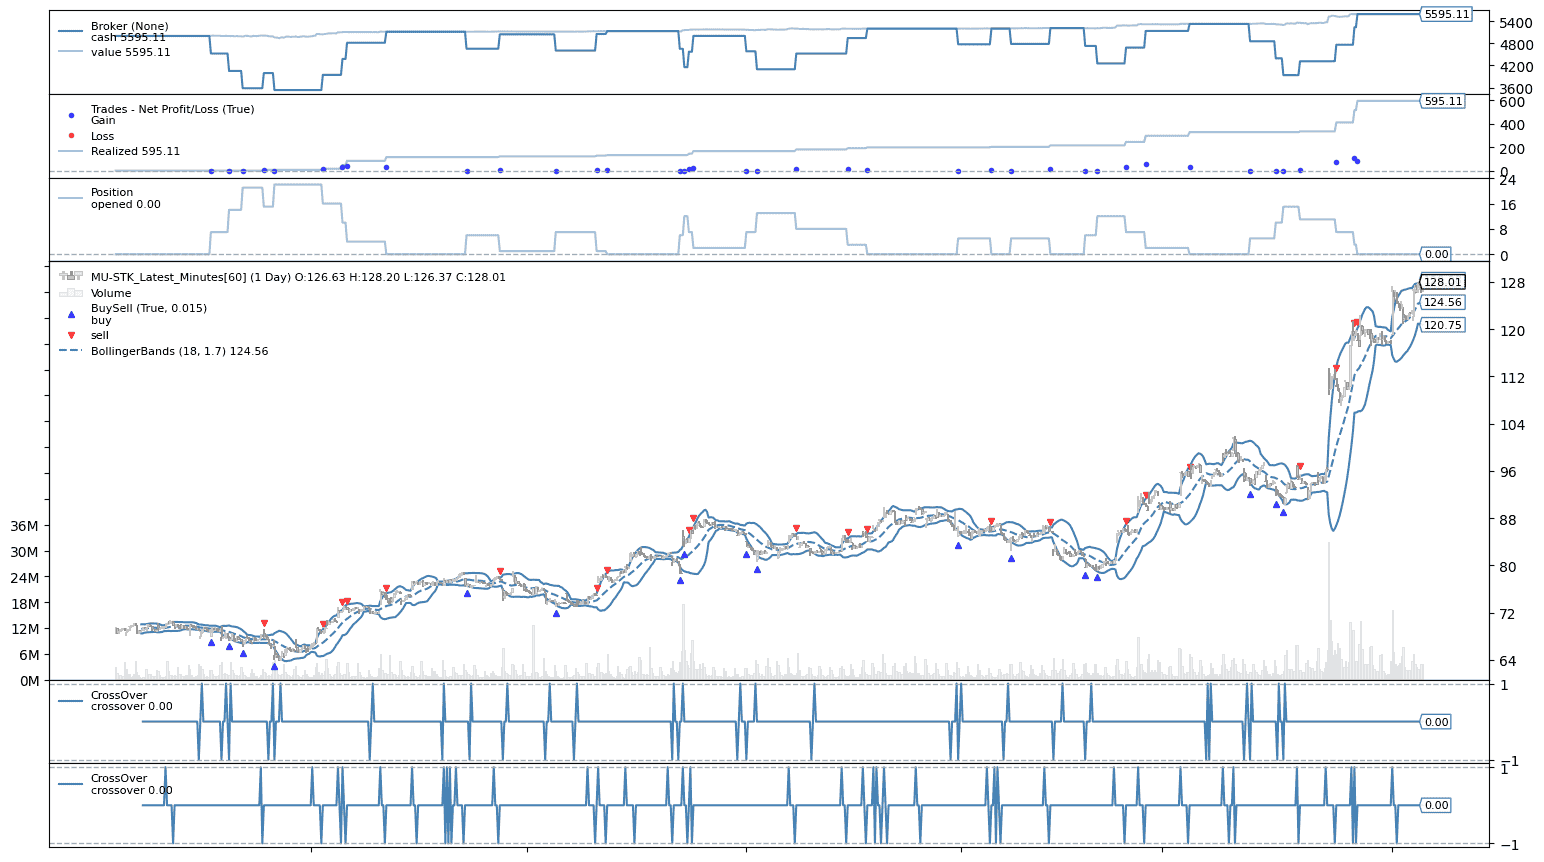 Broker (None)
cash 5595.11
value 5595.11
5595.11
5400
4800
4200
3600
Trades - Net Profit/Loss (True)
Gain
Loss
Realized 595.11
595.11
600
400
200
0
Position
opened 0.00
24
16
8
0
0.00
MU-STK_Latest_Minutes[60] (1 Day) O:126.63 H:128.20 L:126.37 C:128.01
Volume
BuySell (True, 0.015)
buy
sell
BollingerBands (18, 1.7) 124.56
128.01
124.56
120.75
128
120
112
104
96
88
80
72
64
36M
30M
24M
18M
12M
6M
0M
CrossOver
crossover 0.00
1
0.00
−1
CrossOver
crossover 0.00
1
0.00
−1